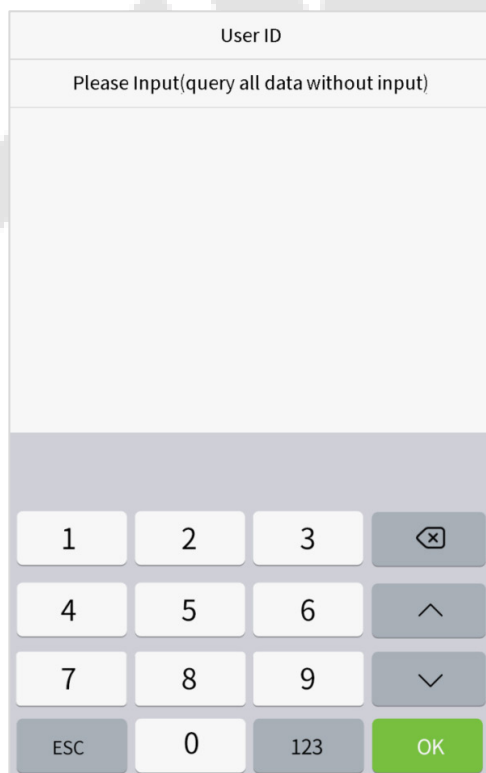 User ID
Please Input(query all data without input)
1 2 3
4 5 6
7 8 9
ESC 0 123 OK